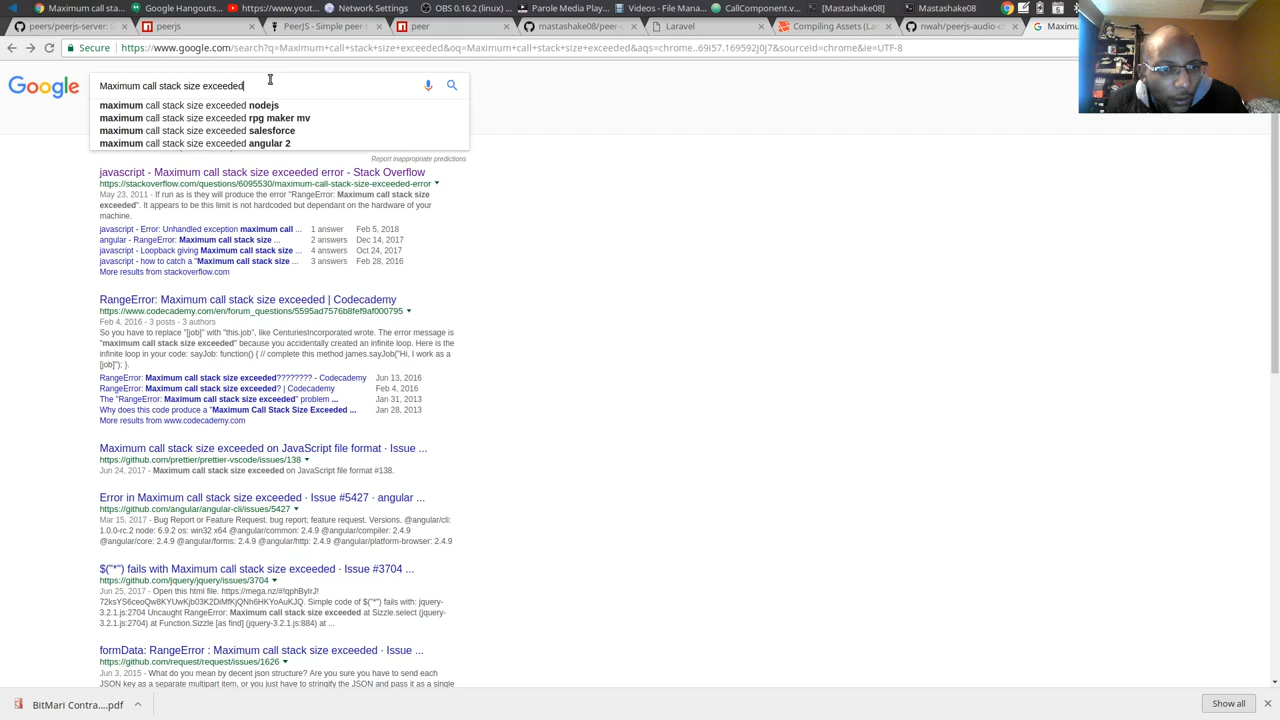 peers/peerjs-server:
peerjs
PeerJS - Simple peer
peerjs
OBS 0.16.2 (linux) -
People Role Play Meg
Videos - File Manage
CallComponent.v
mastashake08/peer-j
Laravel
Compiling Assets (La
nwah/peerjs-audio-c
Maximu
Secure
https://www.google.com/search?q=Maximum+call+stack+size+exceeded&oq=Maximum+call+stack+size+exceeded&aqs=chrome..69i57.169592j0j7&sourceid=chrome&ie=UTF-8
Google
Maximum call stack size exceeded
maximum call stack size exceeded nodejs
maximum call stack size exceeded rpg maker mv
maximum call stack size exceeded salesforce
maximum call stack size exceeded angular 2
Report inappropriate predictions
javascript - Maximum call stack size exceeded error - Stack Overflow
https://stackoverflow.com/questions/6095530/maximum-call-stack-size-exceeded-error
May 23, 2011 - If run as is they will produce the error "RangeError: Maximum call stack size
exceeded". It appears to be this limit is not hardcoded but dependant on the hardware of your
machine.
javascript - Error: Unhandled exception maximum call ... 1 answer Feb 5, 2018
angular - RangeError: Maximum call stack size ... 2 answers Dec 14, 2017
javascript - Loopback giving Maximum call stack size ... 4 answers Oct 24, 2017
javascript - how to catch a "Maximum call stack size ... 3 answers Feb 28, 2016
More results from stackoverflow.com
RangeError: Maximum call stack size exceeded | Codecademy
https://www.codecademy.com/en/forum_questions/5595ad7576b8fef9af000795
Feb 4, 2016 - 3 posts - 3 authors
So you have to replace "[job]" with "this.job", like CenturiesIncorporated wrote. The error message is
"maximum call stack size exceeded" because you accidentally created an infinite loop. Here is the
infinite loop in your code: sayJob: function() { // complete this method james.sayJob("Hi, I work as a
[job]"); }.
RangeError: Maximum call stack size exceeded???????? - Codecademy Jun 13, 2016
RangeError: Maximum call stack size exceeded? | Codecademy Feb 4, 2016
The "RangeError: Maximum call stack size exceeded" problem ... Jan 31, 2013
Why does this code produce a "Maximum Call Stack Size Exceeded ... Jan 28, 2013
More results from www.codecademy.com
Maximum call stack size exceeded on JavaScript file format · Issue ...
https://github.com/prettier/prettier-vscode/issues/138
Jun 24, 2017 - Maximum call stack size exceeded on JavaScript file format #138.
Error in Maximum call stack size exceeded · Issue #5427 · angular ...
https://github.com/angular/angular-cli/issues/5427
Mar 15, 2017 - Bug Report or Feature Request. bug report; feature request. Versions. @angular/cli:
1.0.0-rc.2 node: 6.9.2 os: win32 x64 @angular/common: 2.4.9 @angular/compiler: 2.4.9
@angular/core: 2.4.9 @angular/forms: 2.4.9 @angular/http: 2.4.9 @angular/platform-browser: 2.4.9
$("*") fails with Maximum call stack size exceeded · Issue #3704 ...
https://github.com/jquery/jquery/issues/3704
Jun 25, 2017 - Open this html file. https://mega.nz/#!qphByIrJ!
72ksYS6ceoQw8KYUwKjb03K2DiMfKjQNh6HKYoAuKJQ. Simple code of $("*") fails with: jquery-
3.2.1.js:2704 Uncaught RangeError: Maximum call stack size exceeded at Sizzle.select (jquery-
3.2.1.js:2704) at Function.Sizzle [as find] (jquery-3.2.1.js:884) at ...
formData: RangeError : Maximum call stack size exceeded · Issue ...
https://github.com/request/request/issues/1626
Jun 3, 2015 - What do you mean by decent json structure? Are you sure you have to send each
JSON key as a separate multipart item, or you just have to stringify the JSON and pass it as a single
BitMari Contra....pdf
Show all